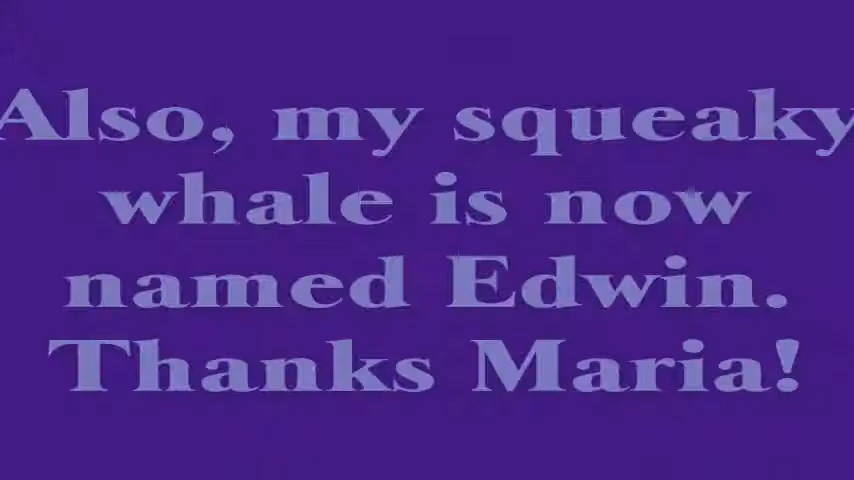 Also, my squeaky
whale is now
named Edwin.
Thanks Maria!